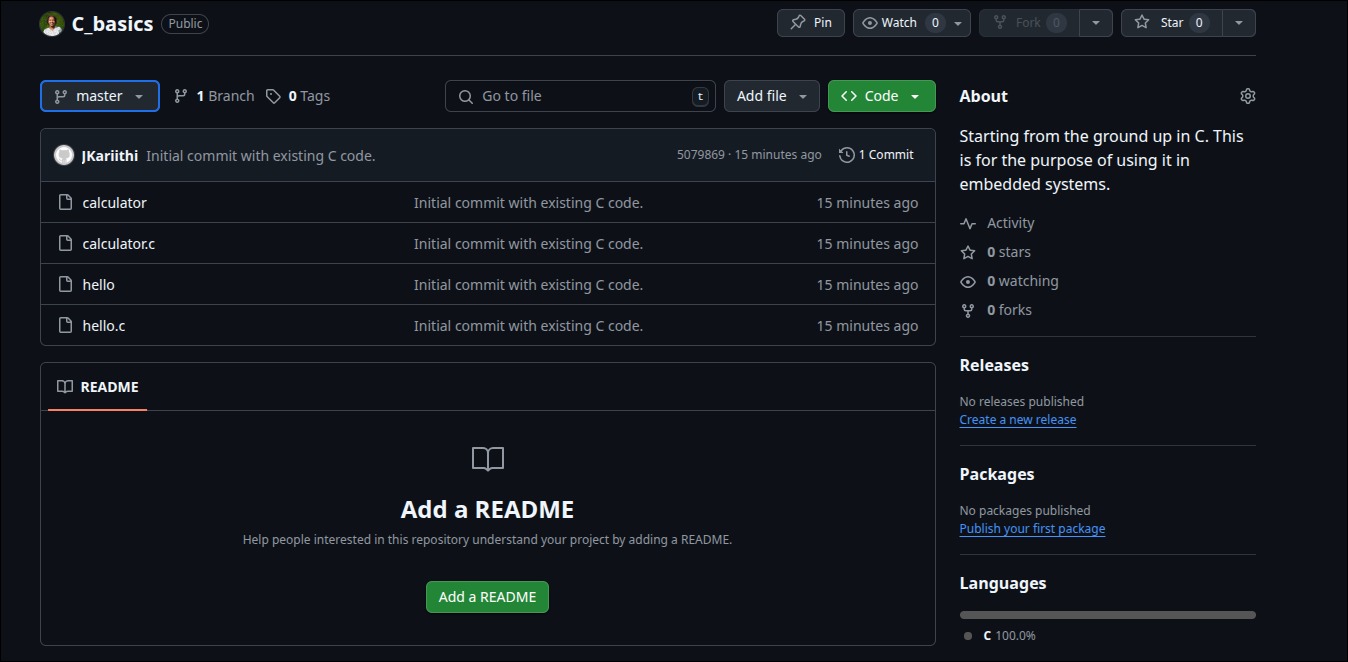 C_basics Public Pin Watch 0 Fork 0 Star 0
master 1 Branch 0 Tags Go to file t Add file Code
JKariithi Initial commit with existing C code. 5079869 · 15 minutes ago 1 Commit
calculator Initial commit with existing C code. 15 minutes ago
calculator.c Initial commit with existing C code. 15 minutes ago
hello Initial commit with existing C code. 15 minutes ago
hello.c Initial commit with existing C code. 15 minutes ago
README
Add a README
Help people interested in this repository understand your project by adding a README.
Add a README
About
Starting from the ground up in C. This
is for the purpose of using it in
embedded systems.
Activity
0 stars
0 watching
0 forks
Releases
No releases published
Create a new release
Packages
No packages published
Publish your first package
Languages
C 100.0%